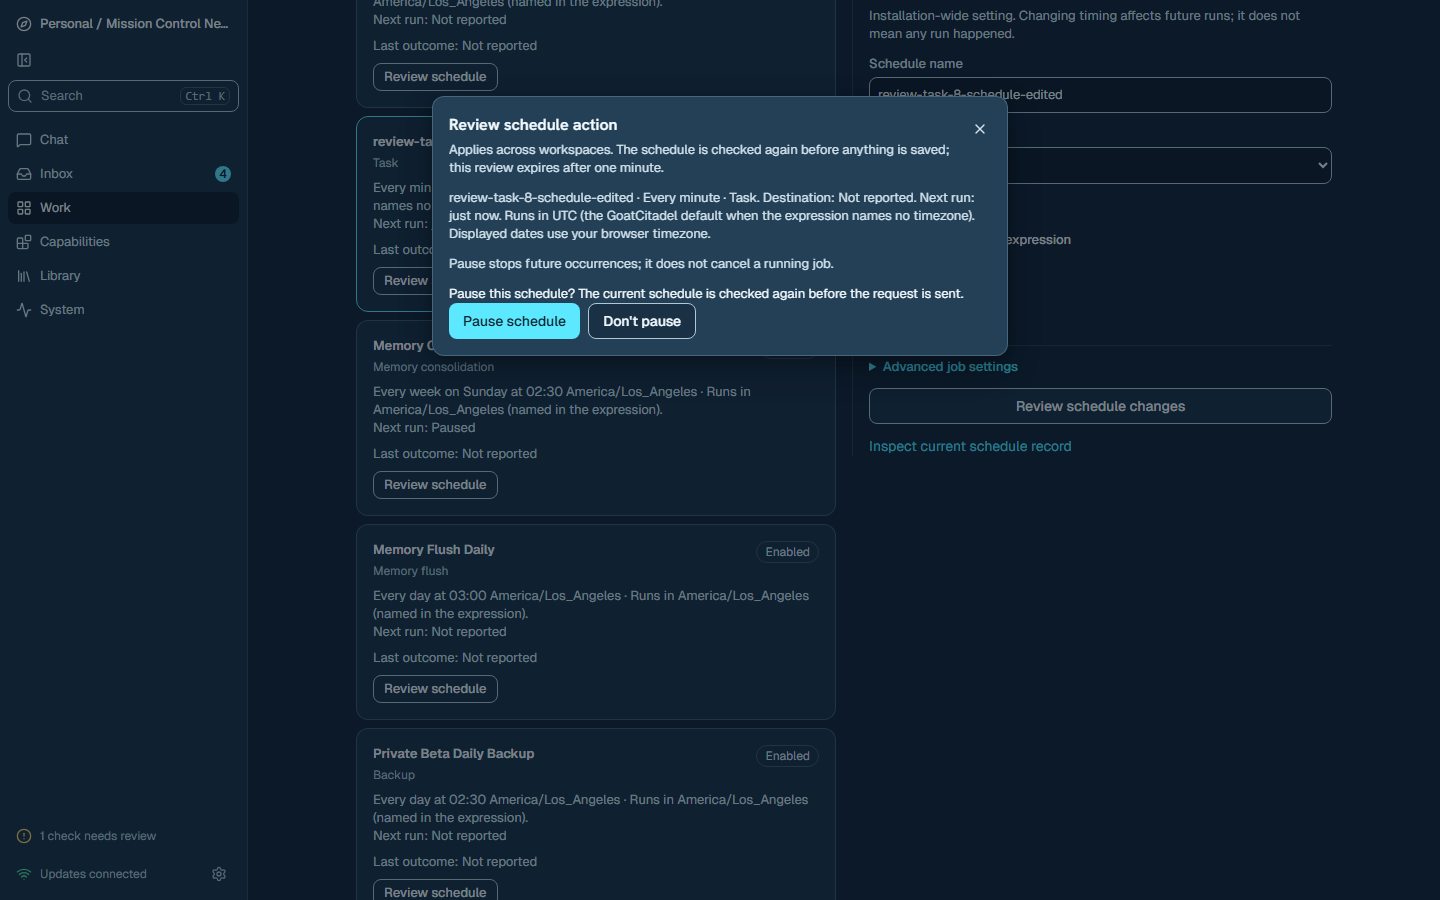 Personal / Mission Control Ne...
Search
Ctrl K
Chat
Inbox
4
Work
Capabilities
Library
System
1 check needs review
Updates connected
America/Los_Angeles (named in the expression).
Next run: Not reported
Last outcome: Not reported
Review schedule
review-ta
Task
Every min
names no
Next run:
Last outco
Review
Memory C
Memory consolidation
Every week on Sunday at 02:30 America/Los_Angeles · Runs in
America/Los_Angeles (named in the expression).
Next run: Paused
Last outcome: Not reported
Review schedule
Memory Flush Daily
Enabled
Memory flush
Every day at 03:00 America/Los_Angeles · Runs in America/Los_Angeles
(named in the expression).
Next run: Not reported
Last outcome: Not reported
Review schedule
Private Beta Daily Backup
Enabled
Backup
Every day at 02:30 America/Los_Angeles · Runs in America/Los_Angeles
(named in the expression).
Next run: Not reported
Last outcome: Not reported
Review schedule
Review schedule action
Applies across workspaces. The schedule is checked again before anything is saved;
this review expires after one minute.
review-task-8-schedule-edited · Every minute · Task. Destination: Not reported. Next run:
just now. Runs in UTC (the GoatCitadel default when the expression names no timezone).
Displayed dates use your browser timezone.
Pause stops future occurrences; it does not cancel a running job.
Pause this schedule? The current schedule is checked again before the request is sent.
Pause schedule
Don't pause
Installation-wide setting. Changing timing affects future runs; it does not
mean any run happened.
Schedule name
review-task-8-schedule-edited
expression
Advanced job settings
Review schedule changes
Inspect current schedule record